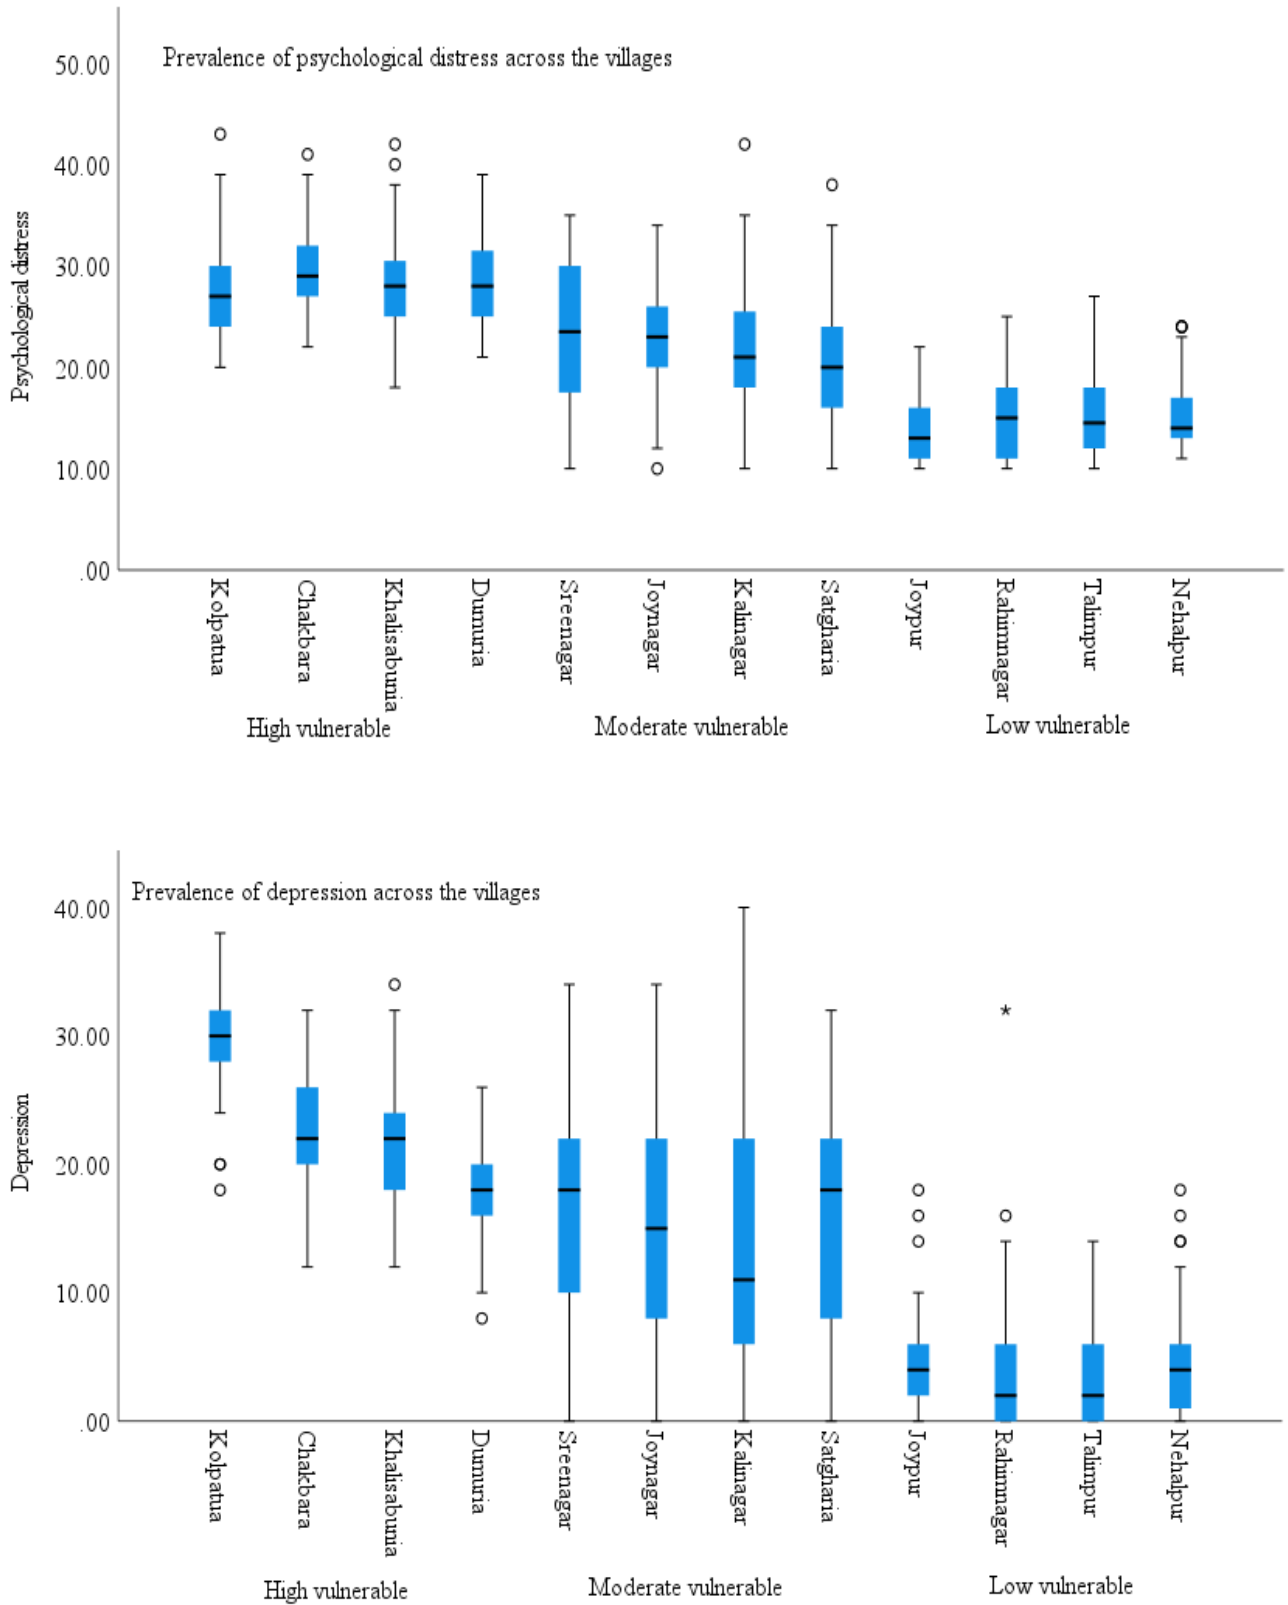 Prevalence of psychological distress across the villages
Psychological distress
50.00
40.00
30.00
20.00
10.00
.00
Kolpatua
Chakbara
Khalisabunia
Dumuria
Sreenagar
Joynagar
Kalinagar
Satgharia
Joypur
Rahimnagar
Talimpur
Nehalpur
High vulnerable
Moderate vulnerable
Low vulnerable
Prevalence of depression across the villages
Depression
40.00
30.00
20.00
10.00
.00
Kolpatua
Chakbara
Khalisabunia
Dumuria
Sreenagar
Joynagar
Kalinagar
Satgharia
Joypur
Rahimnagar
Talimpur
Nehalpur
High vulnerable
Moderate vulnerable
Low vulnerable